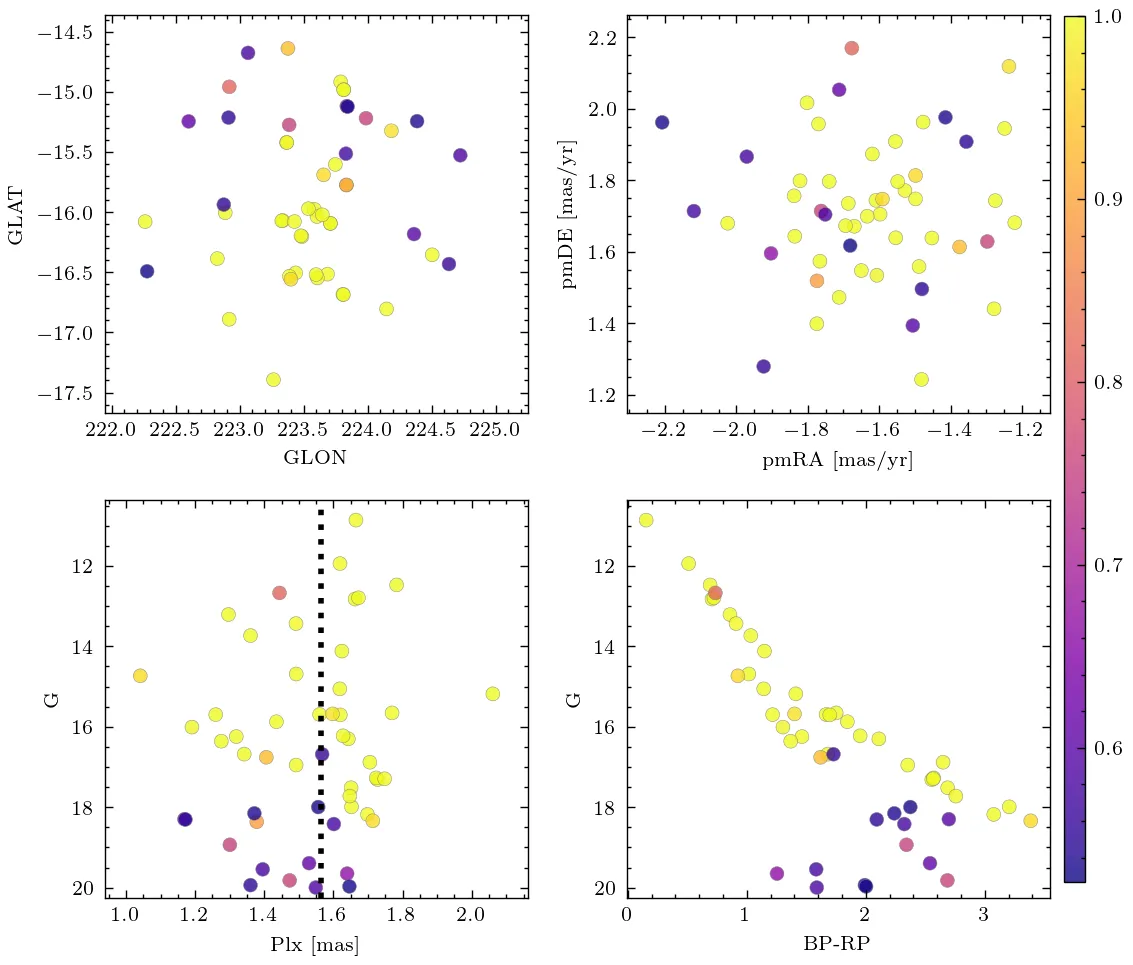 −14.5
−15.0
−15.5
−16.0
−16.5
−17.0
−17.5
GLAT
222.0 222.5 223.0 223.5 224.0 224.5 225.0
GLON
2.2
2.0
1.8
1.6
1.4
1.2
pmDE [mas/yr]
−2.2 −2.0 −1.8 −1.6 −1.4 −1.2
pmRA [mas/yr]
1.0
0.9
0.8
0.7
0.6
12
14
16
18
20
G
1.0 1.2 1.4 1.6 1.8 2.0
Plx [mas]
12
14
16
18
20
G
0 1 2 3
BP-RP